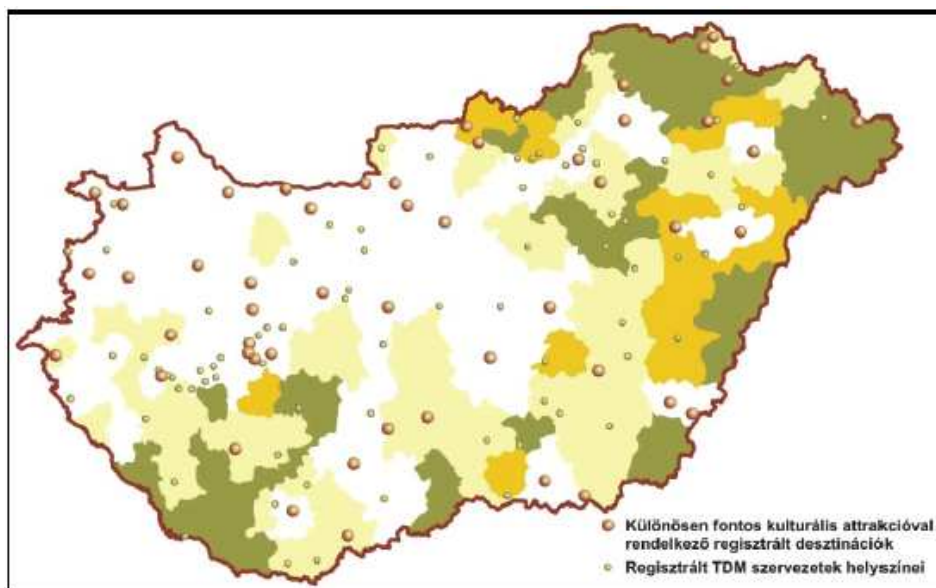 Különösen fontos kulturális attrakcióval
rendelkező regisztrált desztinációk
Regisztrált TDM szervezetek helyszínei